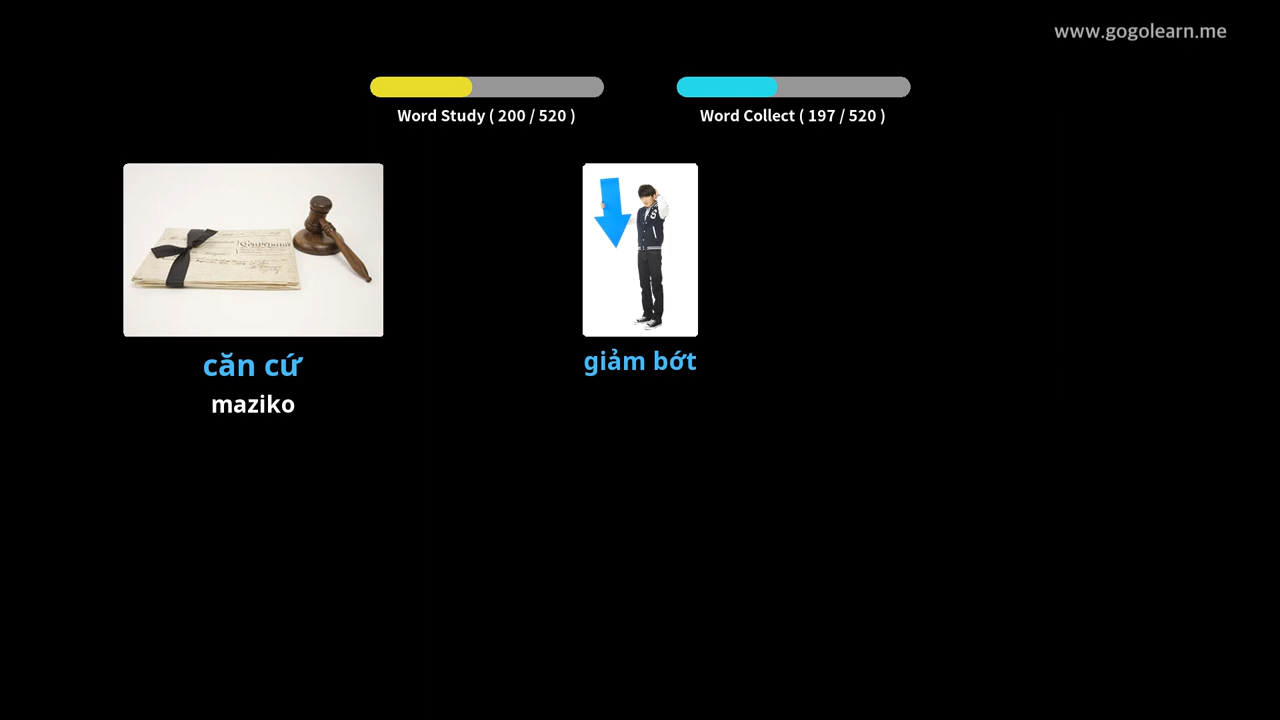 www.gogolearn.me
Word Study ( 200 / 520 )
Word Collect ( 197 / 520 )
căn cứ
maziko
giảm bớt